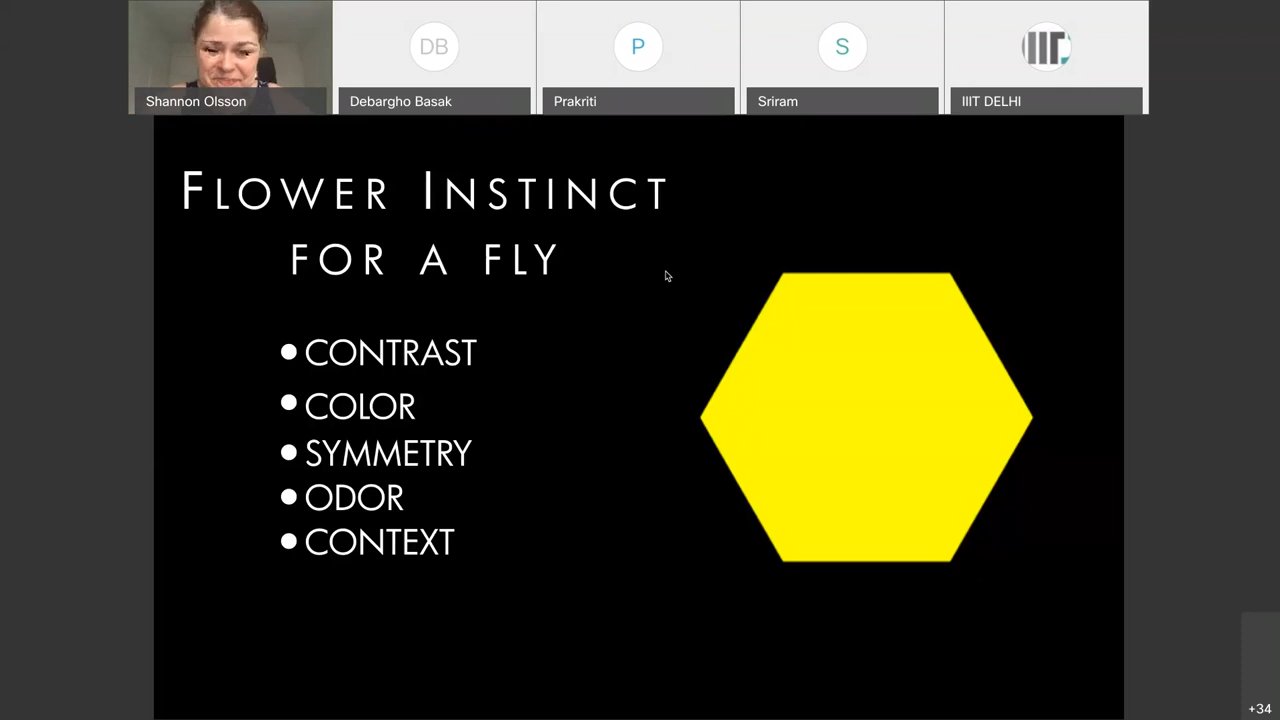 DB
P
S
Shannon Olsson
Debargho Basak
Prakriti
Sriram
IIIT DELHI
FLOWER INSTINCT
FOR A FLY
• CONTRAST
• COLOR
• SYMMETRY
• ODOR
• CONTEXT
+34